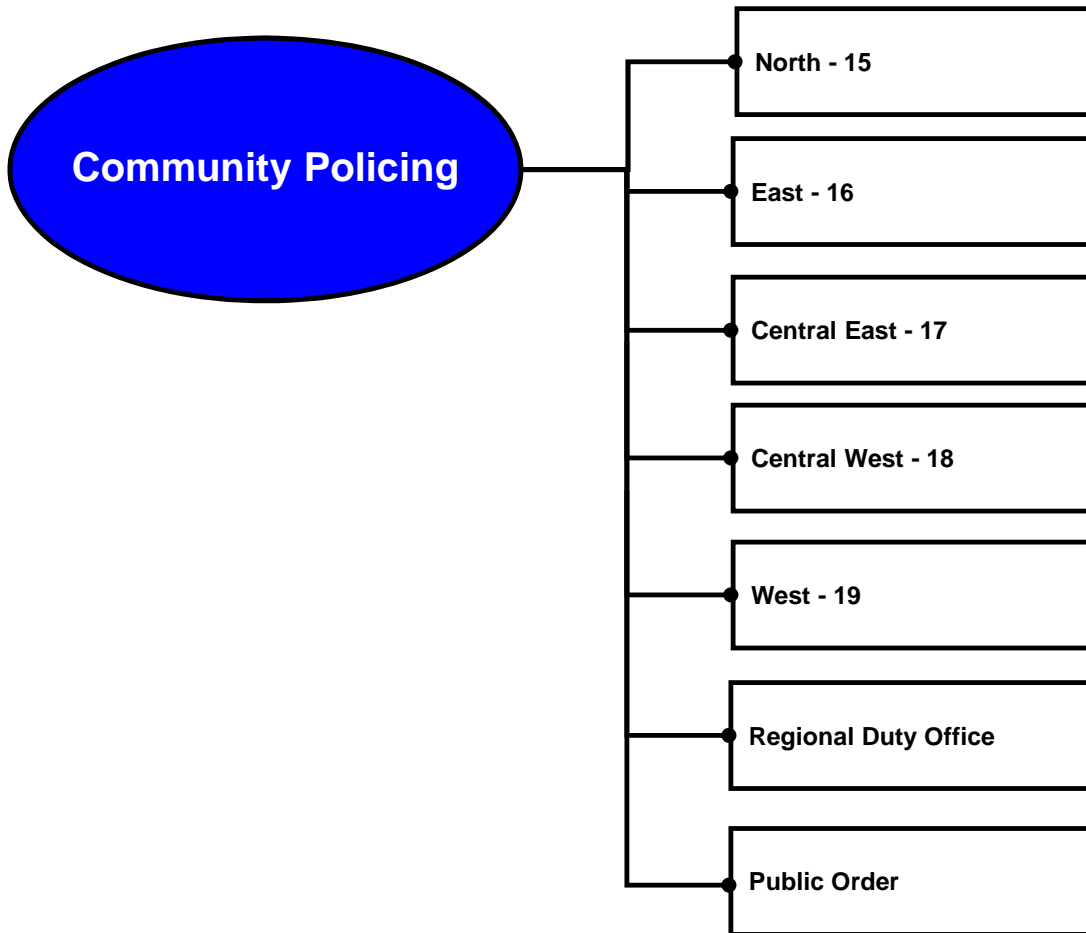 Community Policing
North - 15
East - 16
Central East - 17
Central West - 18
West - 19
Regional Duty Office
Public Order